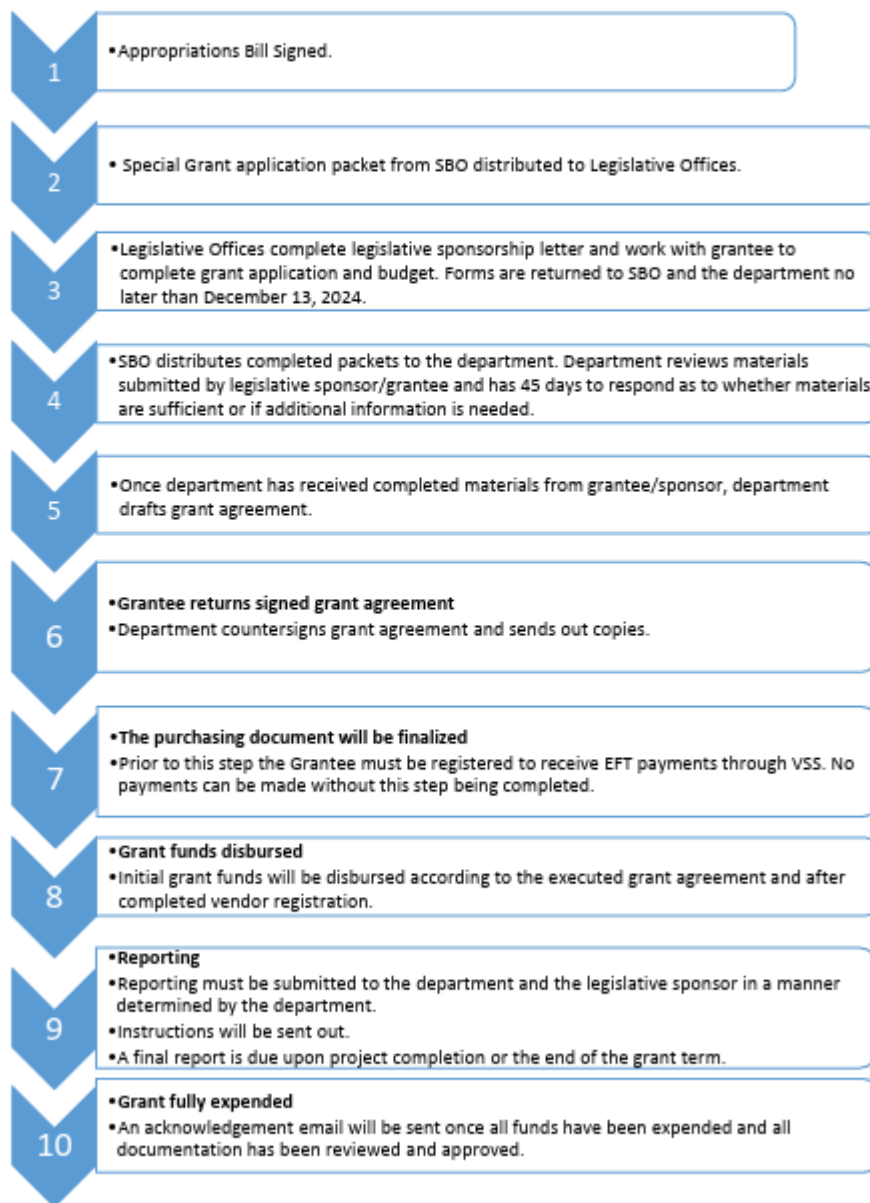 1
•Appropriations Bill Signed.
2
• Special Grant application packet from SBO distributed to Legislative Offices.
3
•Legislative Offices complete legislative sponsorship letter and work with grantee to
complete grant application and budget. Forms are returned to SBO and the department no
later than December 13, 2024.
4
•SBO distributes completed packets to the department. Department reviews materials
submitted by legislative sponsor/grantee and has 45 days to respond as to whether materials
are sufficient or if additional information is needed.
5
•Once department has received completed materials from grantee/sponsor, department
drafts grant agreement.
6
•Grantee returns signed grant agreement
•Department countersigns grant agreement and sends out copies.
7
•The purchasing document will be finalized
•Prior to this step the Grantee must be registered to receive EFT payments through VSS. No
payments can be made without this step being completed.
8
•Grant funds disbursed
•Initial grant funds will be disbursed according to the executed grant agreement and after
completed vendor registration.
9
•Reporting
•Reporting must be submitted to the department and the legislative sponsor in a manner
determined by the department.
•Instructions will be sent out.
•A final report is due upon project completion or the end of the grant term.
10
•Grant fully expended
•An acknowledgement email will be sent once all funds have been expended and all
documentation has been reviewed and approved.